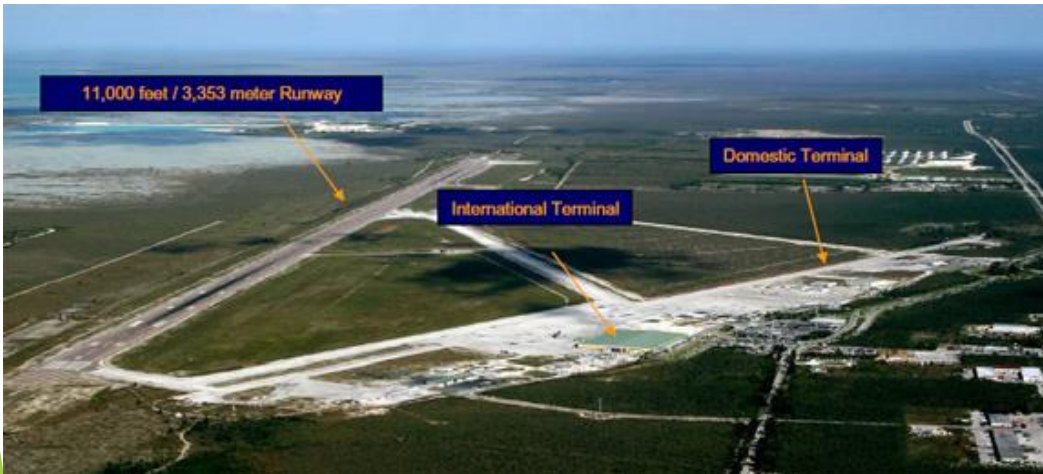 11,000 feet / 3,353 meter Runway
Domestic Terminal
International Terminal